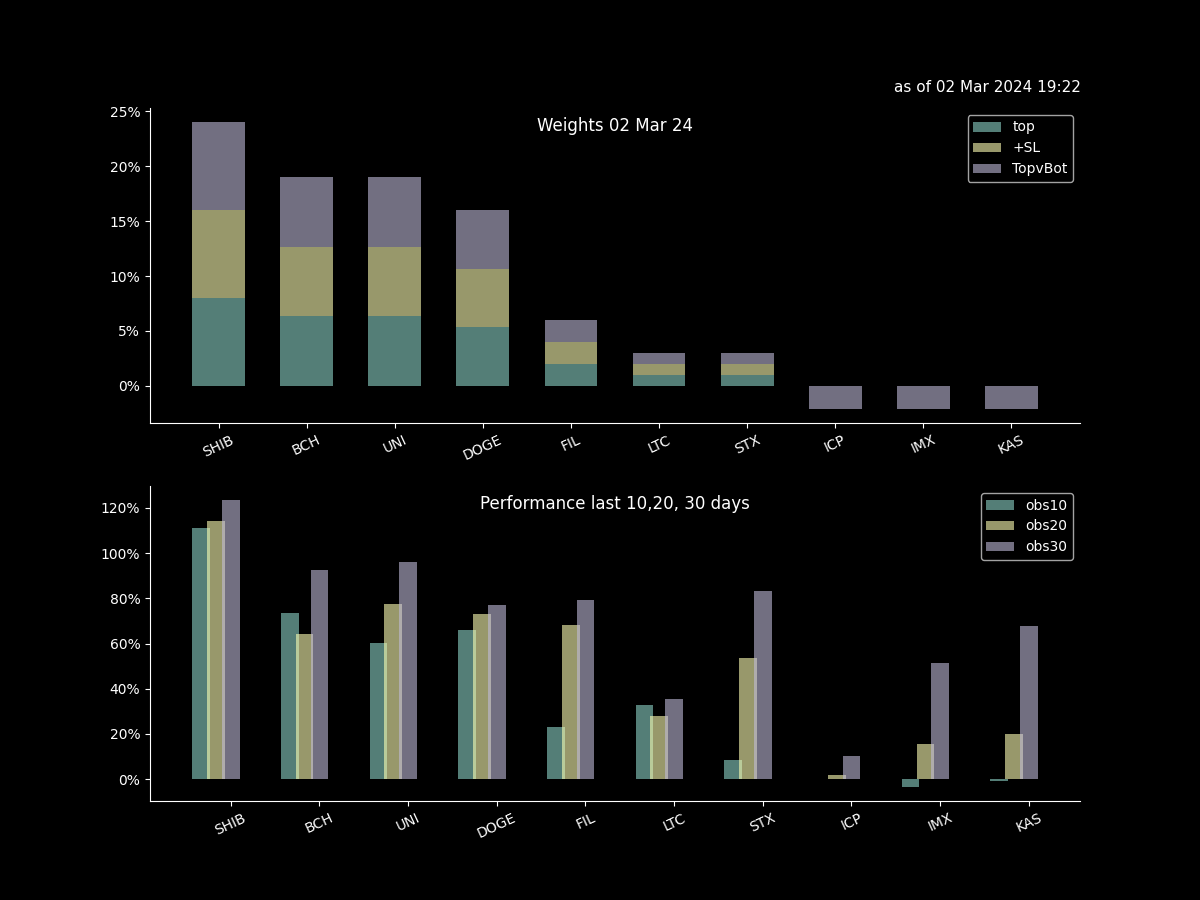 as of 02 Mar 2024 19:22
Weights 02 Mar 24
top
+SL
TopvBot
25%
20%
15%
10%
5%
0%
SHIB BCH UNI DOGE FIL LTC STX ICP IMX KAS
Performance last 10,20, 30 days
obs10
obs20
obs30
120%
100%
80%
60%
40%
20%
0%
SHIB BCH UNI DOGE FIL LTC STX ICP IMX KAS